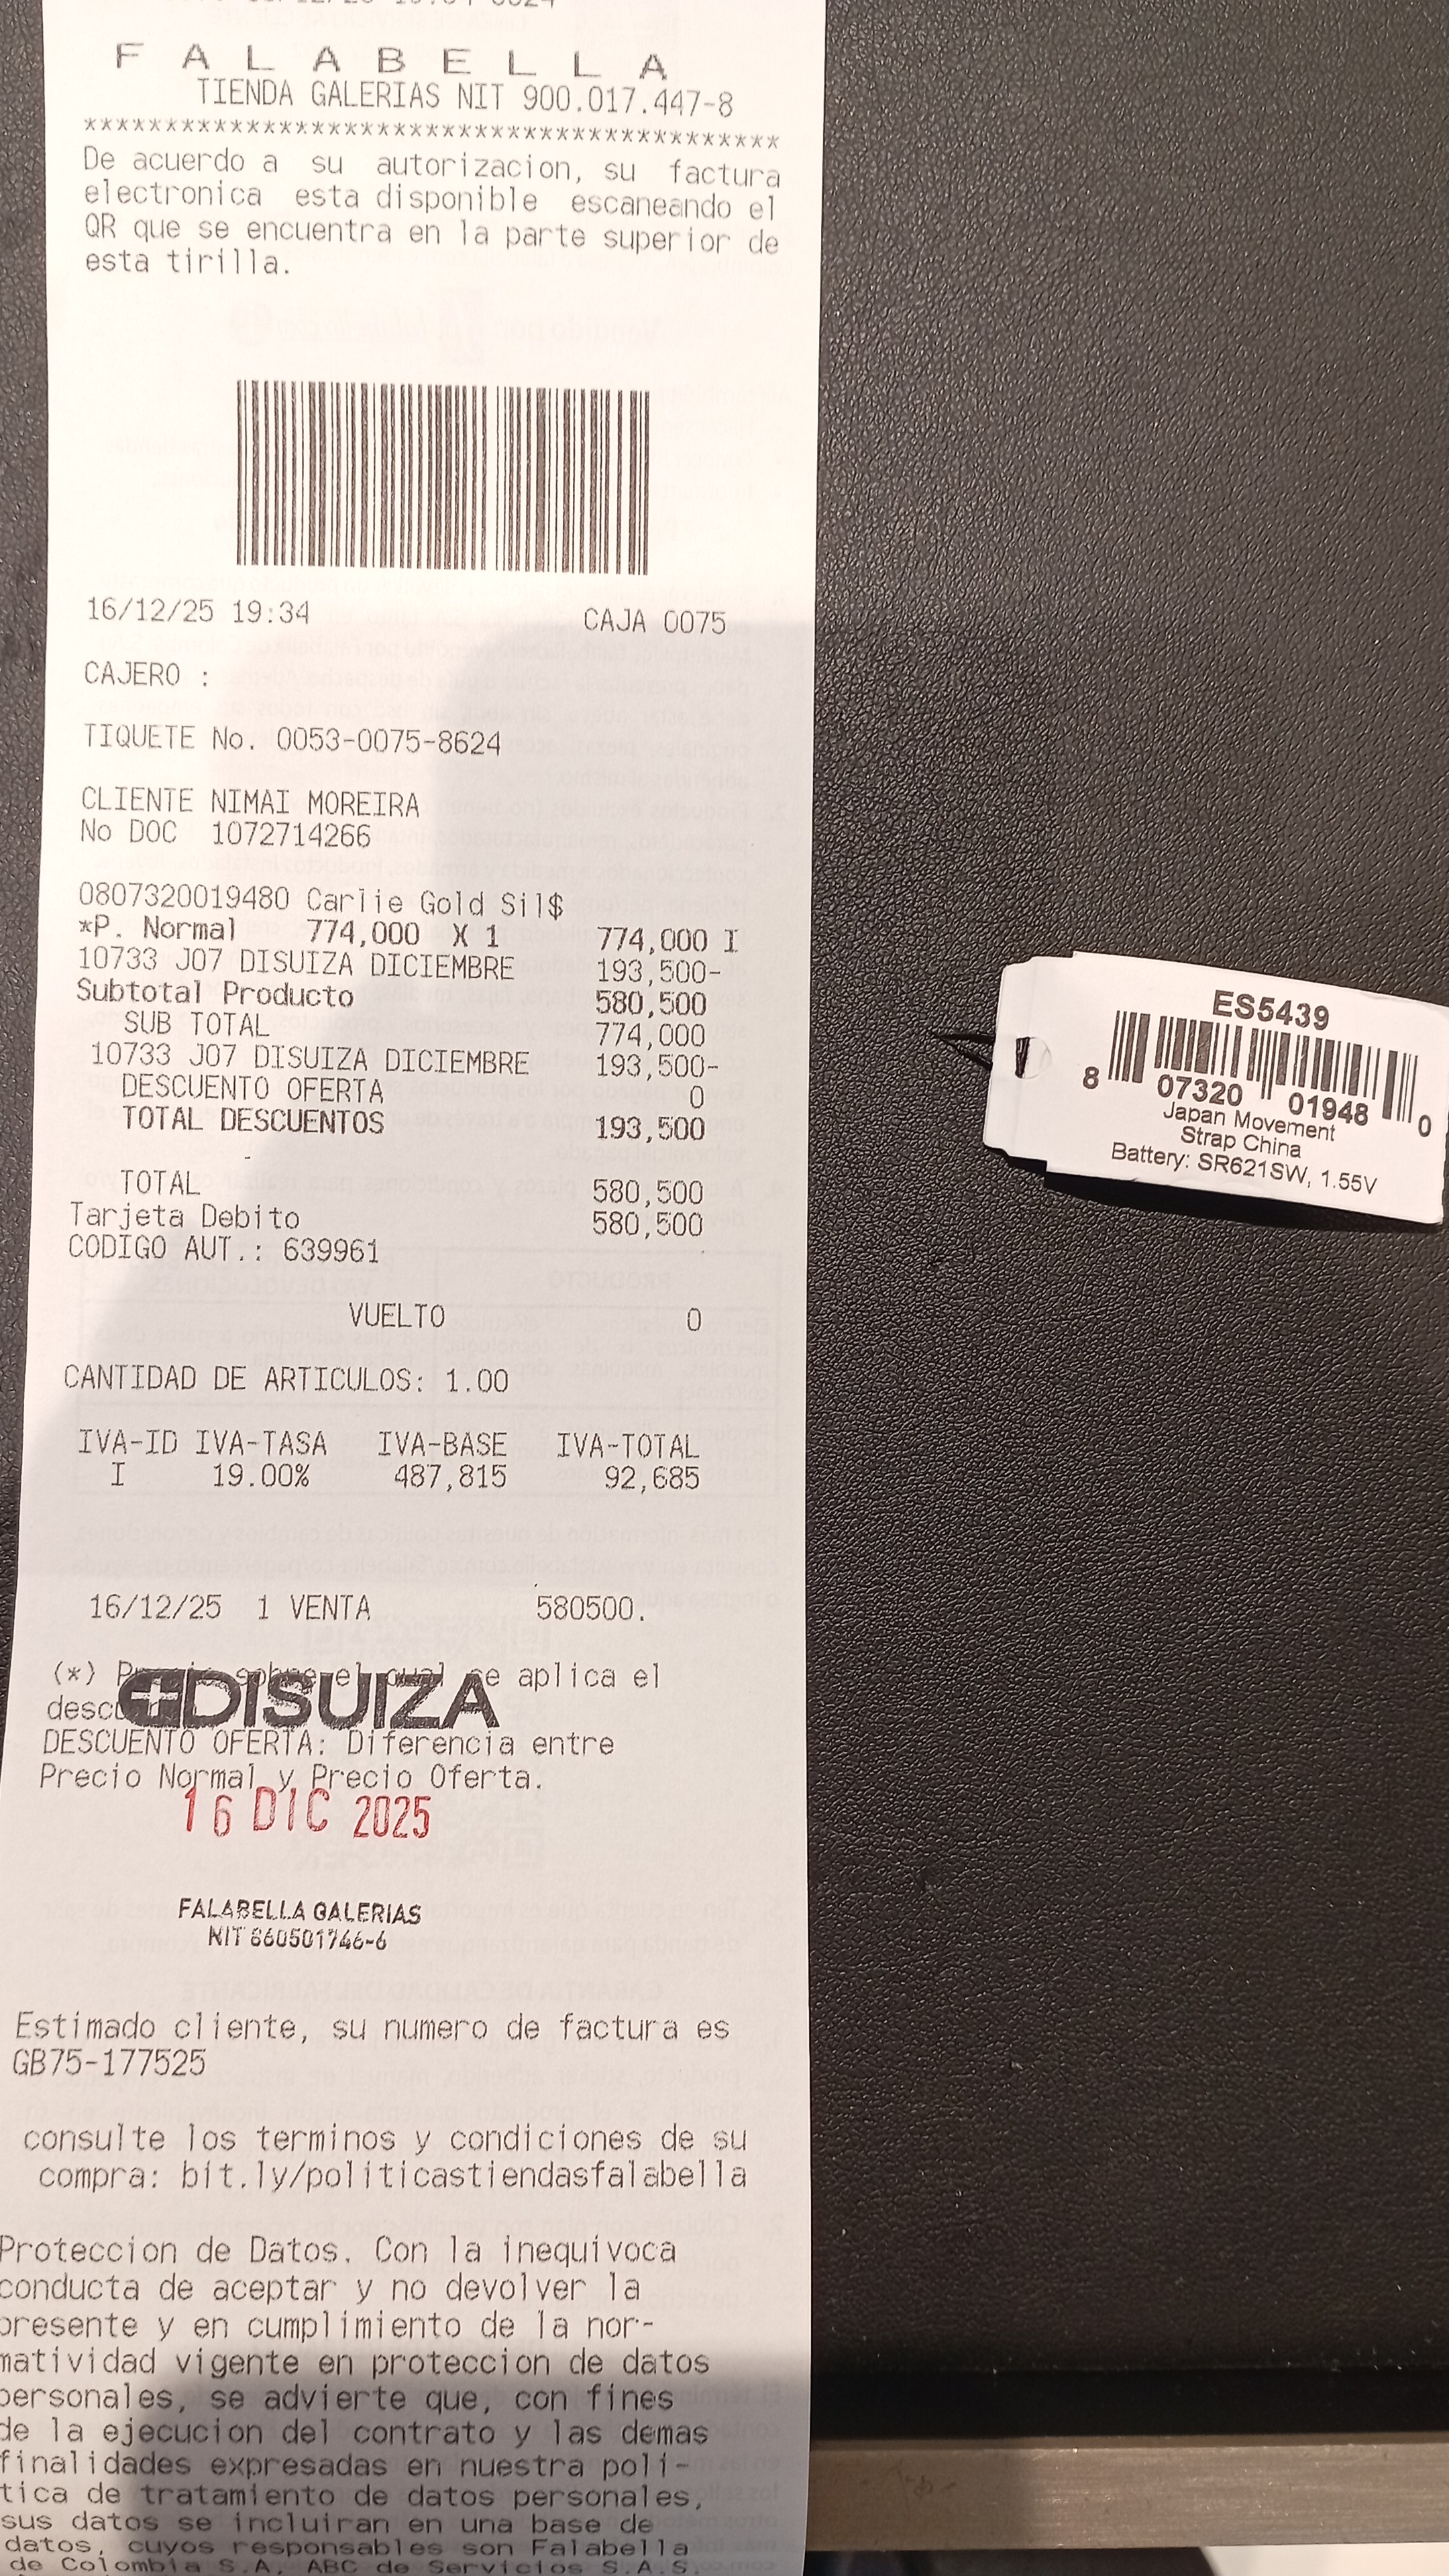 F A L A B E L L A
TIENDA GALERIAS NIT 900.017.447-8
*******************************************
De acuerdo a su autorizacion, su factura
electronica esta disponible escaneando el
QR que se encuentra en la parte superior de
esta tirilla.
16/12/25 19:34 CAJA 0075
CAJERO :
TIQUETE No. 0053-0075-8624
CLIENTE NIMAI MOREIRA
No DOC 1072714266
0807320019480 Carlie Gold Sil$
*P. Normal 774,000 X 1 774,000 I
10733 J07 DISUIZA DICIEMBRE 193,500-
Subtotal Producto 580,500
SUB TOTAL 774,000
10733 J07 DISUIZA DICIEMBRE 193,500-
DESCUENTO OFERTA 0
TOTAL DESCUENTOS 193,500
TOTAL 580,500
Tarjeta Debito 580,500
CODIGO AUT.: 639961
VUELTO 0
CANTIDAD DE ARTICULOS: 1.00
IVA-ID IVA-TASA IVA-BASE IVA-TOTAL
I 19.00% 487,815 92,685
16/12/25 1 VENTA 580500.
(*) Precio sobre el cual se aplica el
desc
DISUIZA
DESCUENTO OFERTA: Diferencia entre
Precio Normal y Precio Oferta.
16 DIC 2025
FALABELLA GALERIAS
NIT 860501746-6
Estimado cliente, su numero de factura es
GB75-177525
consulte los terminos y condiciones de su
compra: bit.ly/politicastiendasfalabella
Proteccion de Datos. Con la inequivoca
conducta de aceptar y no devolver la
presente y en cumplimiento de la nor-
matividad vigente en proteccion de datos
personales, se advierte que, con fines
de la ejecucion del contrato y las demas
finalidades expresadas en nuestra poli-
tica de tratamiento de datos personales,
sus datos se incluiran en una base de
datos, cuyos responsables son Falabella
de Colombia S.A, ABC de Servicios S.A.S,
ES5439
8 07320 01948 0
Japan Movement
Strap China
Battery: SR621SW, 1.55V